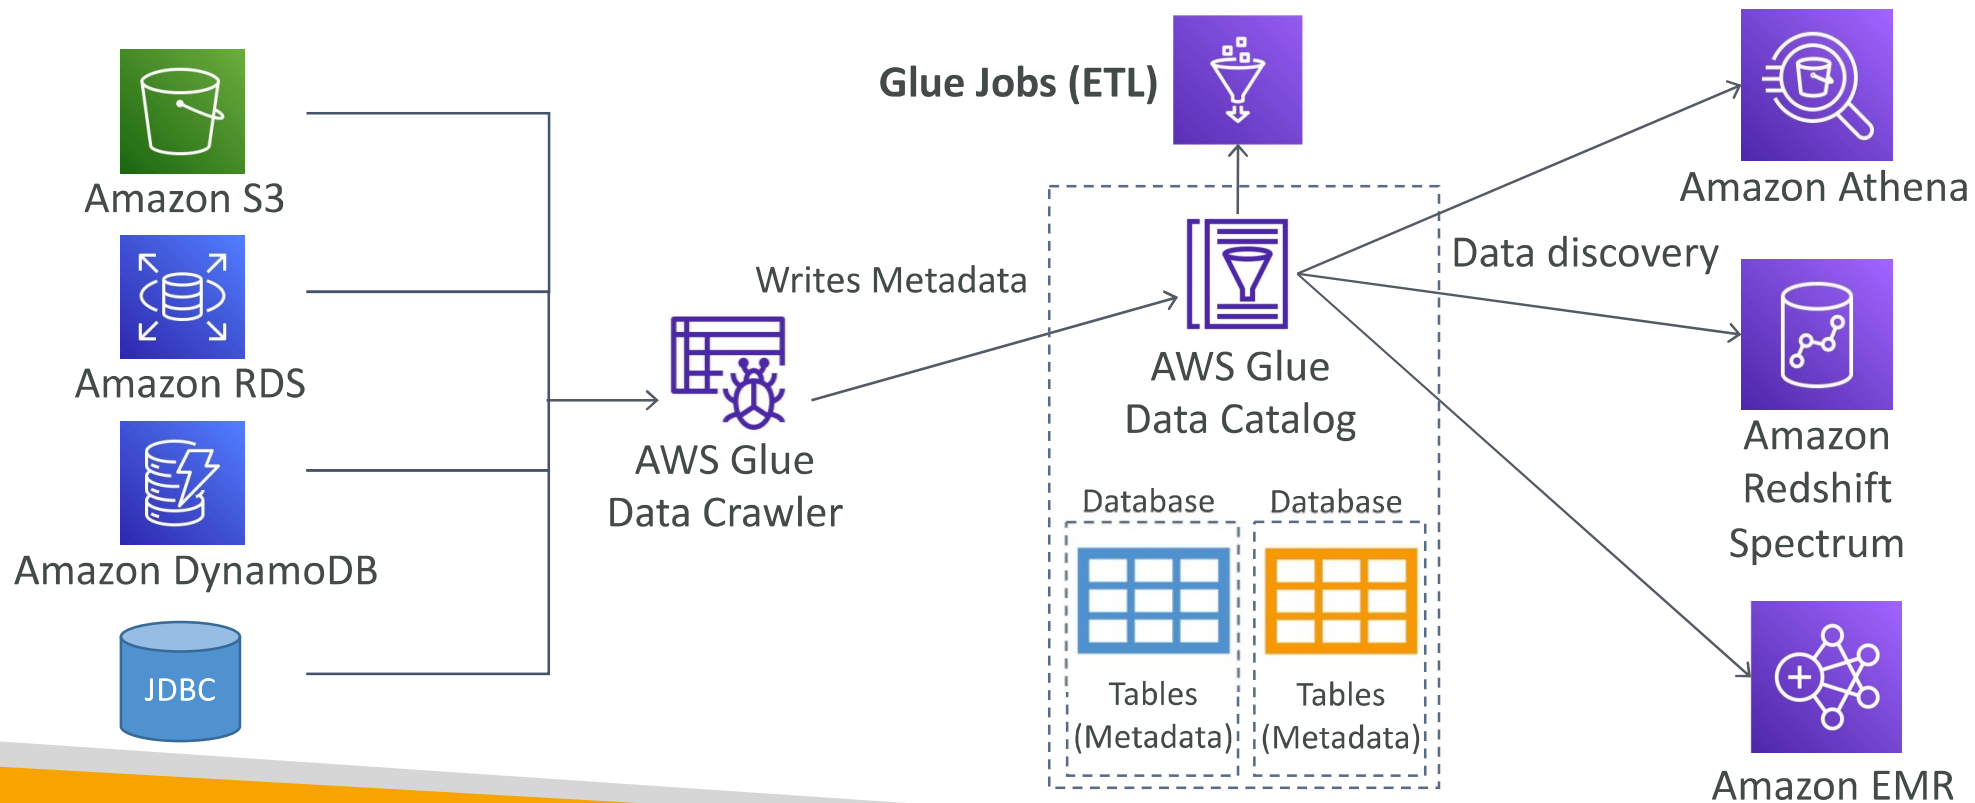 Amazon S3
Amazon RDS
Amazon DynamoDB
JDBC
AWS Glue
Data Crawler
Writes Metadata
Glue Jobs (ETL)
AWS Glue
Data Catalog
Database
Tables
(Metadata)
Database
Tables
(Metadata)
Data discovery
Amazon Athena
Amazon
Redshift
Spectrum
Amazon EMR